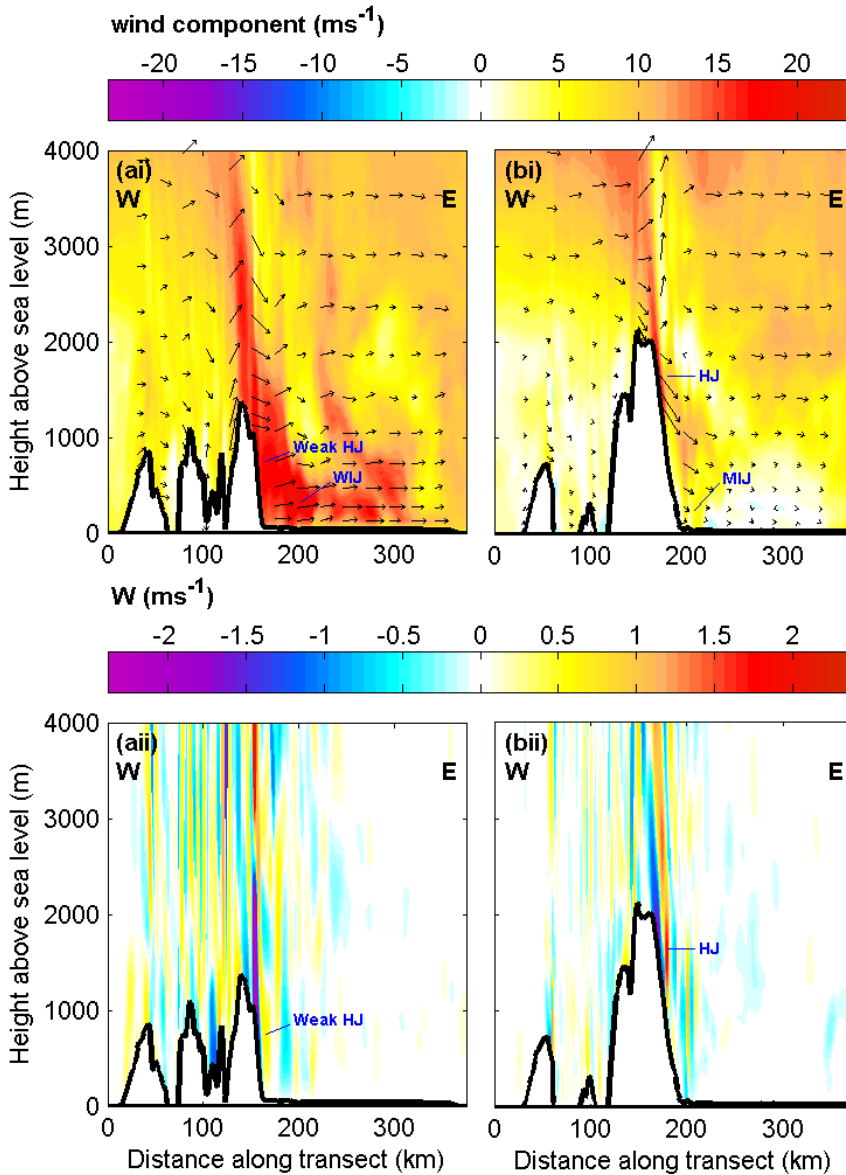 wind component (ms-1)
-20 -15 -10 -5 0 5 10 15 20
(ai) (bi)
W E W E
4000
3000
2000
1000
0
Height above sea level (m)
Weak HJ
WIJ
HJ
MIJ
0 100 200 300 0 100 200 300
W (ms-1)
-2 -1.5 -1 -0.5 0 0.5 1 1.5 2
(aii) (bii)
W E W E
4000
3000
2000
1000
0
Height above sea level (m)
Weak HJ
HJ
0 100 200 300 0 100 200 300
Distance along transect (km) Distance along transect (km)